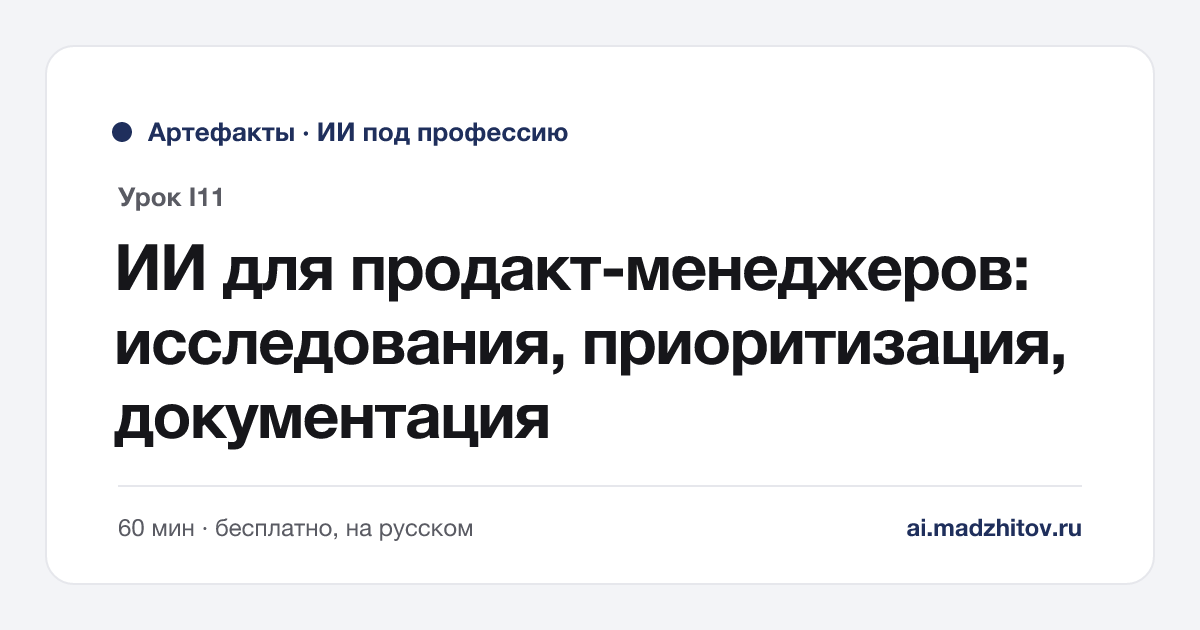 Артефакты · ИИ под профессию
Урок I11
ИИ для продакт-менеджеров:
исследования, приоритизация,
документация
60 мин · бесплатно, на русском
ai.madzhitov.ru